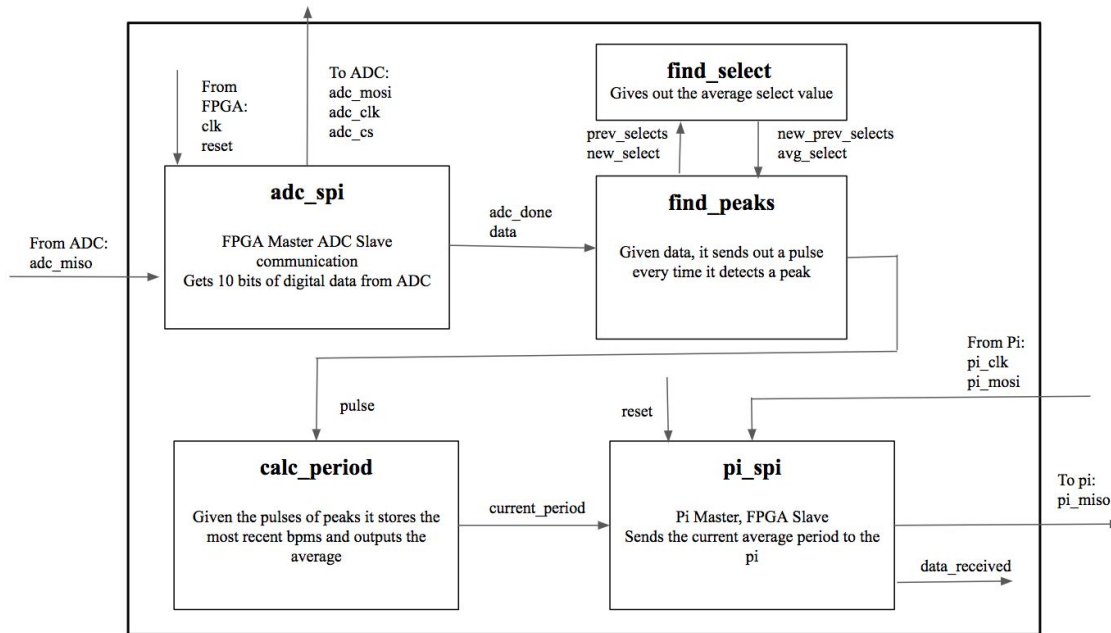 From
FPGA:
clk
reset
To ADC:
adc_mosi
adc_clk
adc_cs
find_select
Gives out the average select value
prev_selects
new_select
new_prev_selects
avg_select
From ADC:
adc_miso
adc_spi
FPGA Master ADC Slave
communication
Gets 10 bits of digital data from ADC
adc_done
data
find_peaks
Given data, it sends out a pulse
every time it detects a peak
From Pi:
pi_clk
pi_mosi
pulse
reset
calc_period
Given the pulses of peaks it stores the
most recent bpms and outputs the
average
current_period
pi_spi
Pi Master, FPGA Slave
Sends the current average period to the
pi
To pi:
pi_miso
data_received